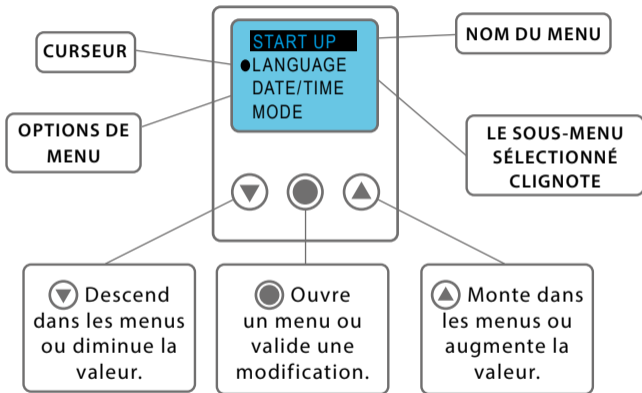 CURSEUR
START UP
NOM DU MENU
●LANGUAGE
DATE/TIME
MODE
OPTIONS DE
MENU
LE SOUS-MENU
SÉLECTIONNÉ
CLIGNOTE
Descend
dans les menus
ou diminue la
valeur.
Ouvre
un menu ou
valide une
modification.
Monte dans
les menus ou
augmente la
valeur.